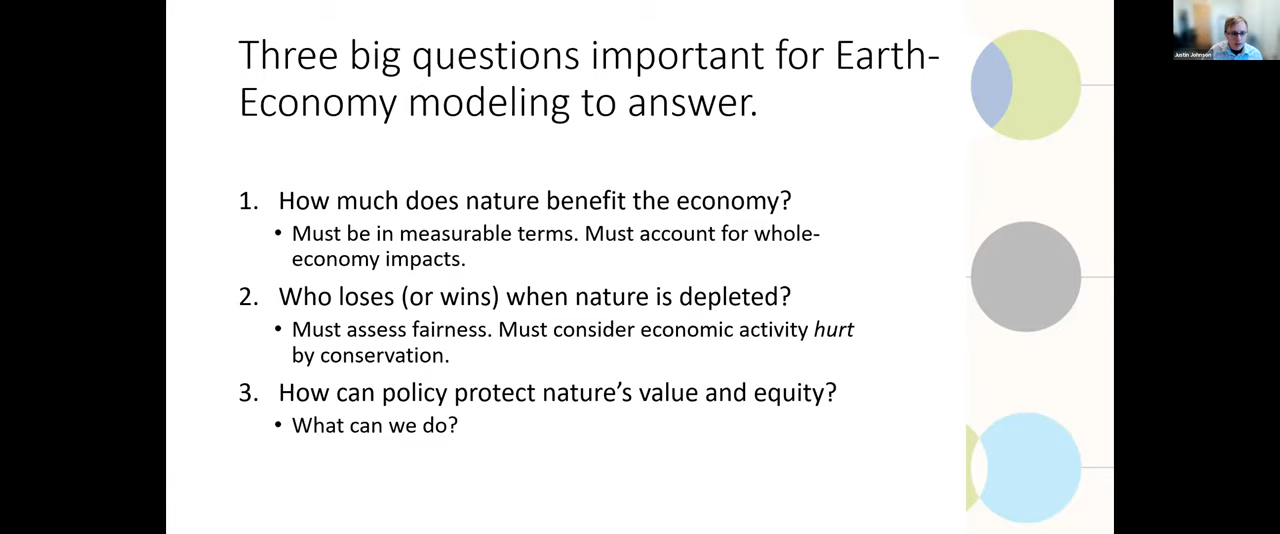 Three big questions important for Earth-
Economy modeling to answer.
1. How much does nature benefit the economy?
• Must be in measurable terms. Must account for whole-
economy impacts.
2. Who loses (or wins) when nature is depleted?
• Must assess fairness. Must consider economic activity hurt
by conservation.
3. How can policy protect nature’s value and equity?
• What can we do?
Justin Johnson